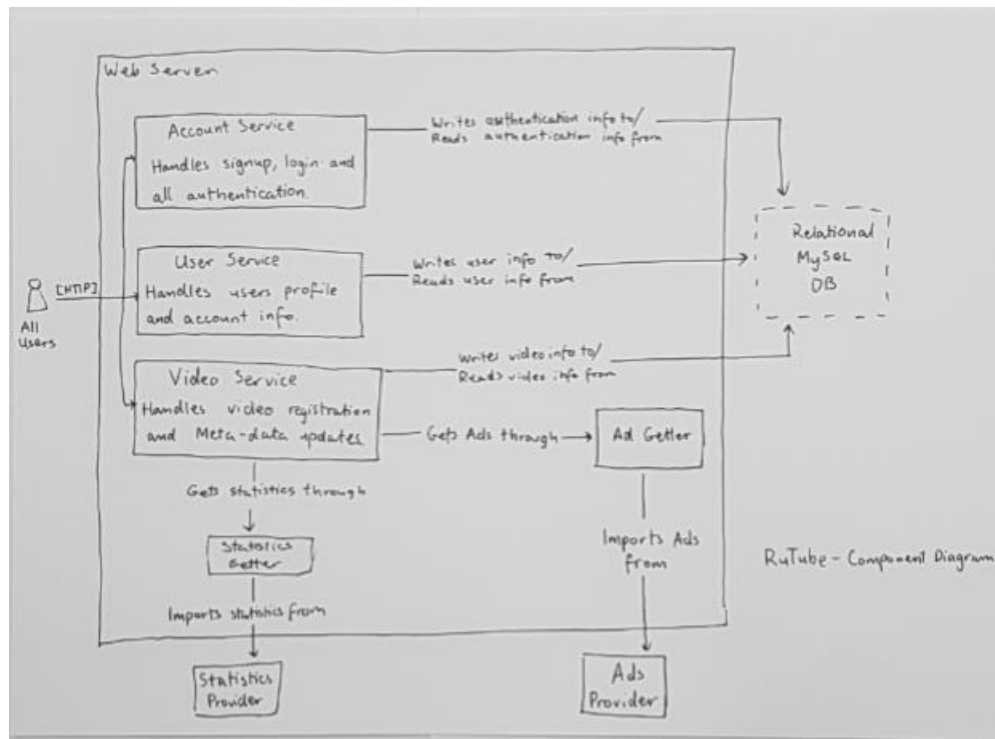 Web Server
Account Service
Handles signup, login and
all authentication.
Writes authentication info to/
Reads authentication info from
User Service
Handles users profile
and account info.
Writes user info to/
Reads user info from
Relational
MySQL
DB
[HTTP]
All
Users
Video Service
Handles video registration
and Meta-data updates
Writes video info to/
Reads video info from
Gets Ads through
Ad Getter
Gets statistics through
Statistics
Getter
Imports Ads
from
RuTube - Component Diagram
Imports statistics from
Statistics
Provider
Ads
Provider